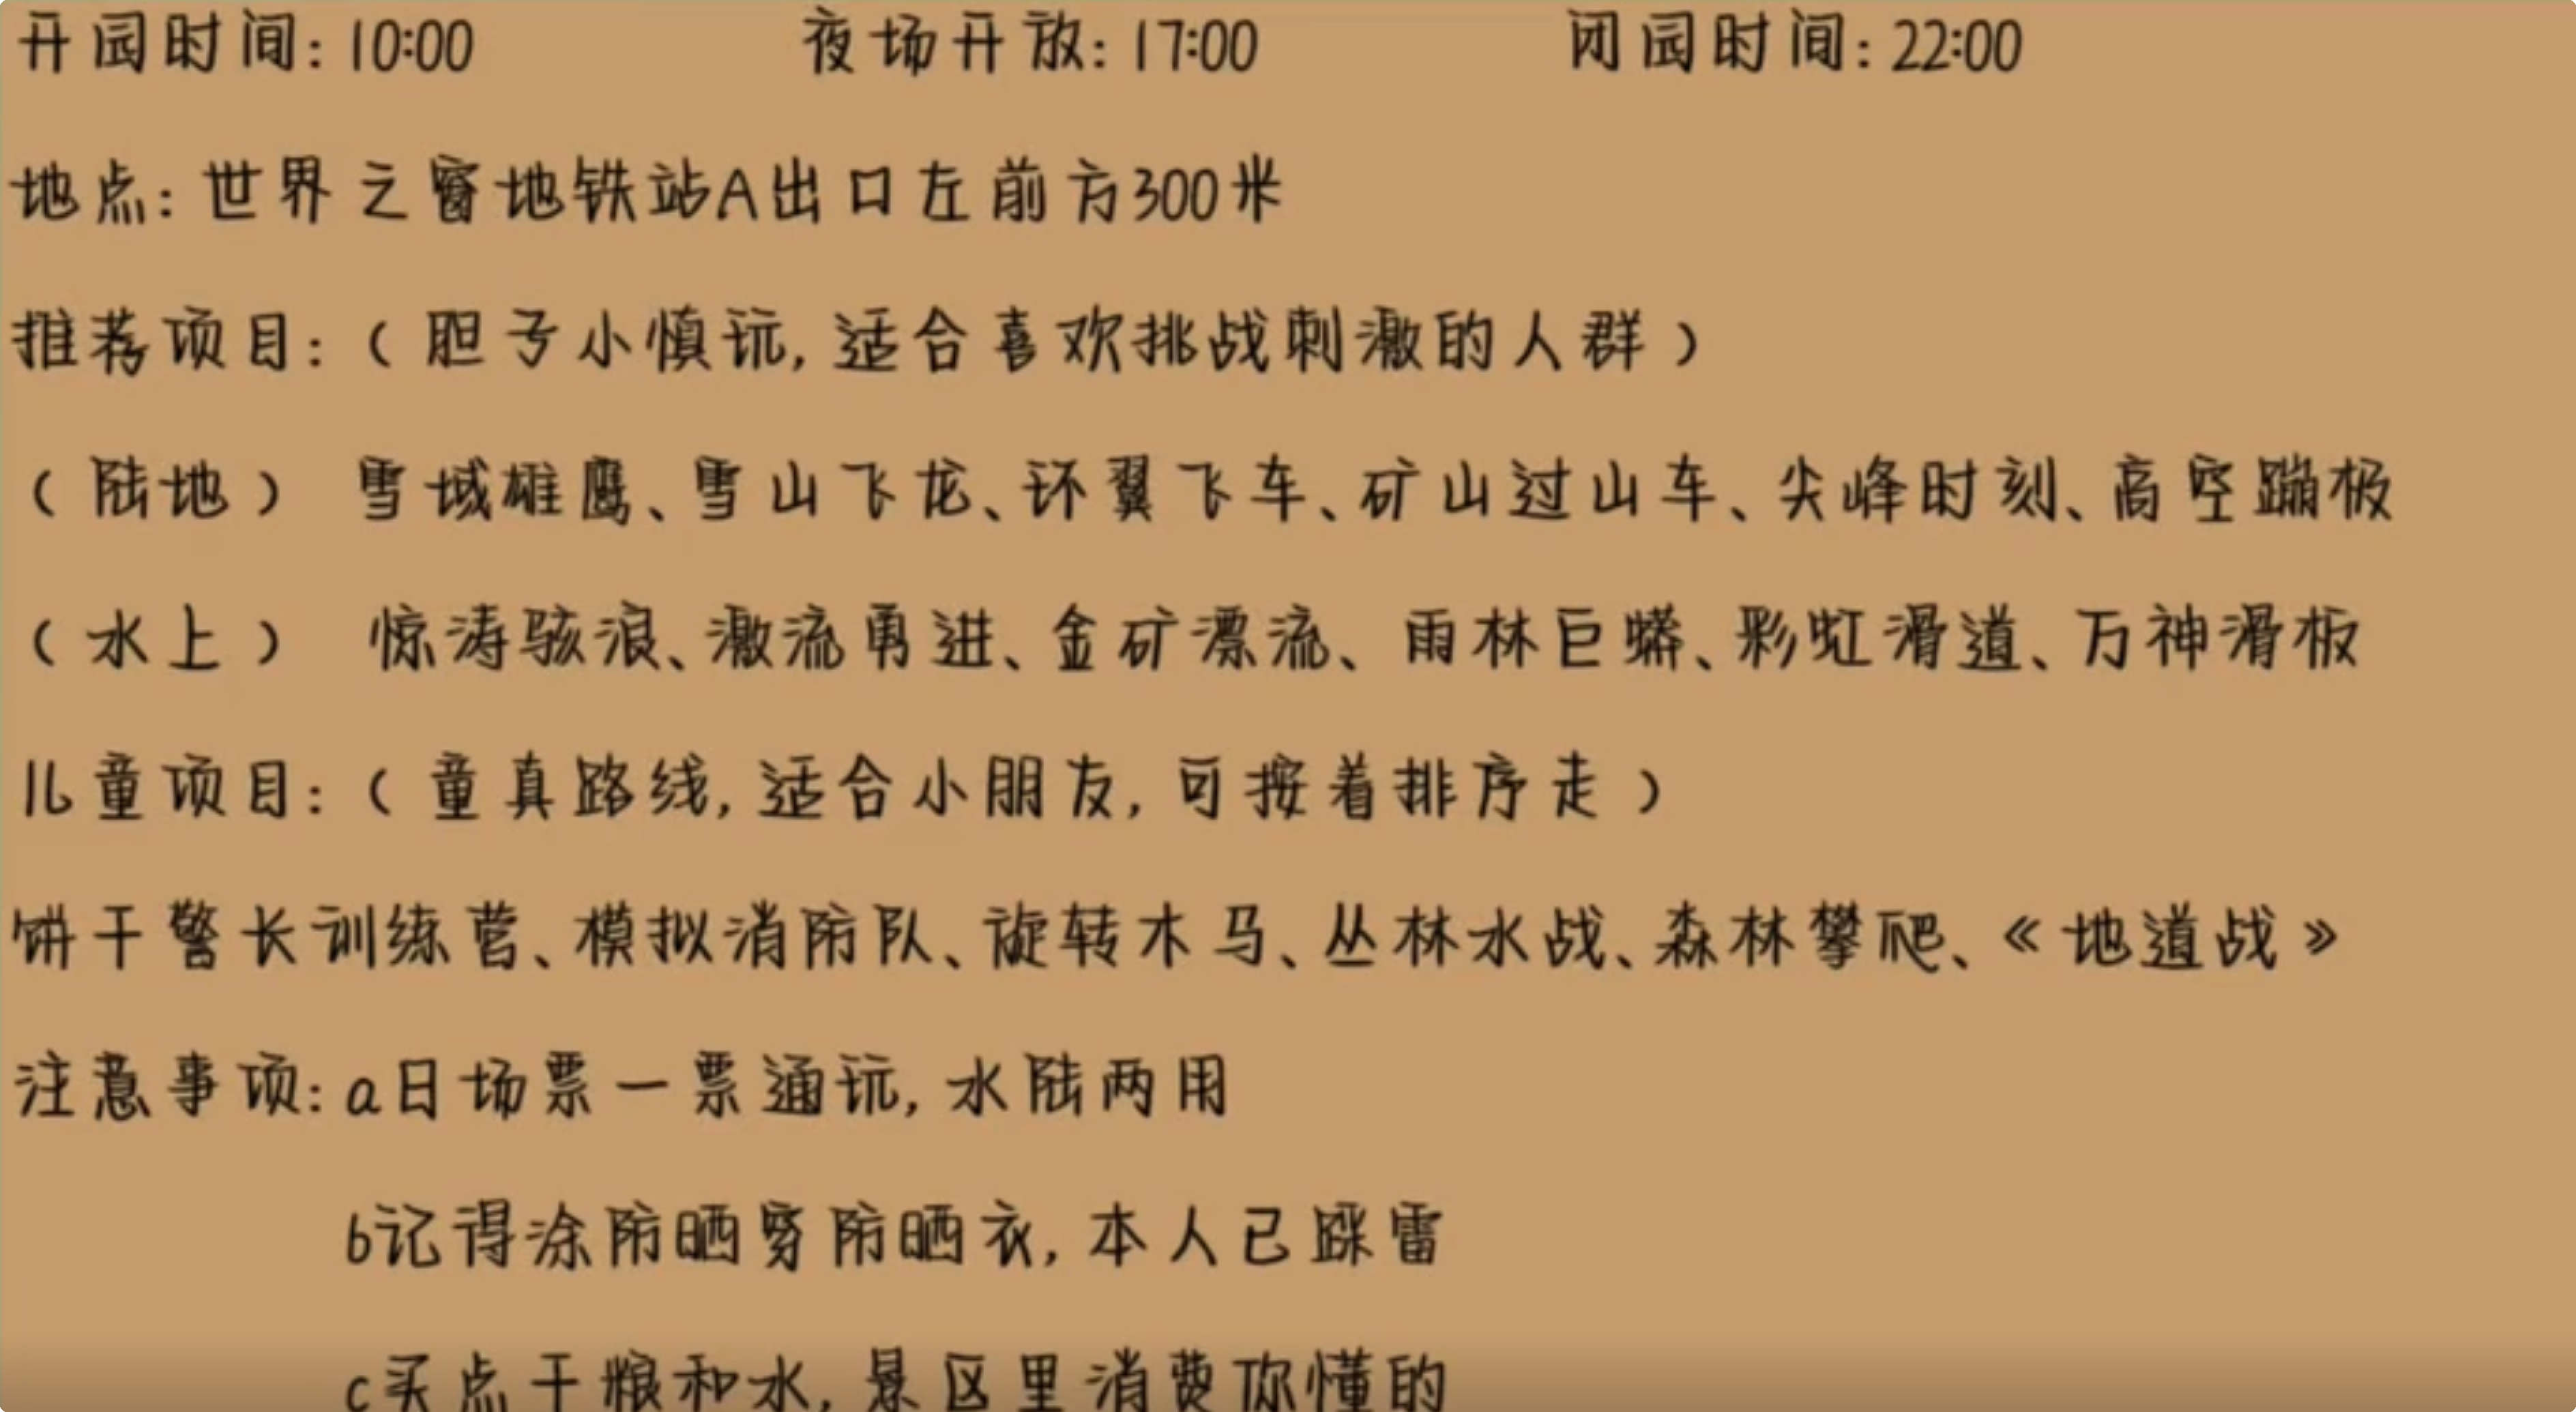 开园时间：10:00 夜场开放：17:00 闭园时间：22:00
地点：世界之窗地铁站A出口左前方300米
推荐项目：（胆子小慎玩，适合喜欢挑战刺激的人群）
（陆地） 雪域雄鹰、雪山飞龙、环翼飞车、矿山过山车、尖峰时刻、高空蹦极
（水上） 惊涛骇浪、激流勇进、金矿漂流、雨林巨蟒、彩虹滑道、万神滑板
儿童项目：（童真路线，适合小朋友，可按着排序走）
饼干警长训练营、模拟消防队、旋转木马、丛林水战、森林攀爬、《地道战》
注意事项：a日场票一票通玩，水陆两用
b记得涂防晒穿防晒衣，本人已踩雷
c买点干粮和水，景区里消费你懂的